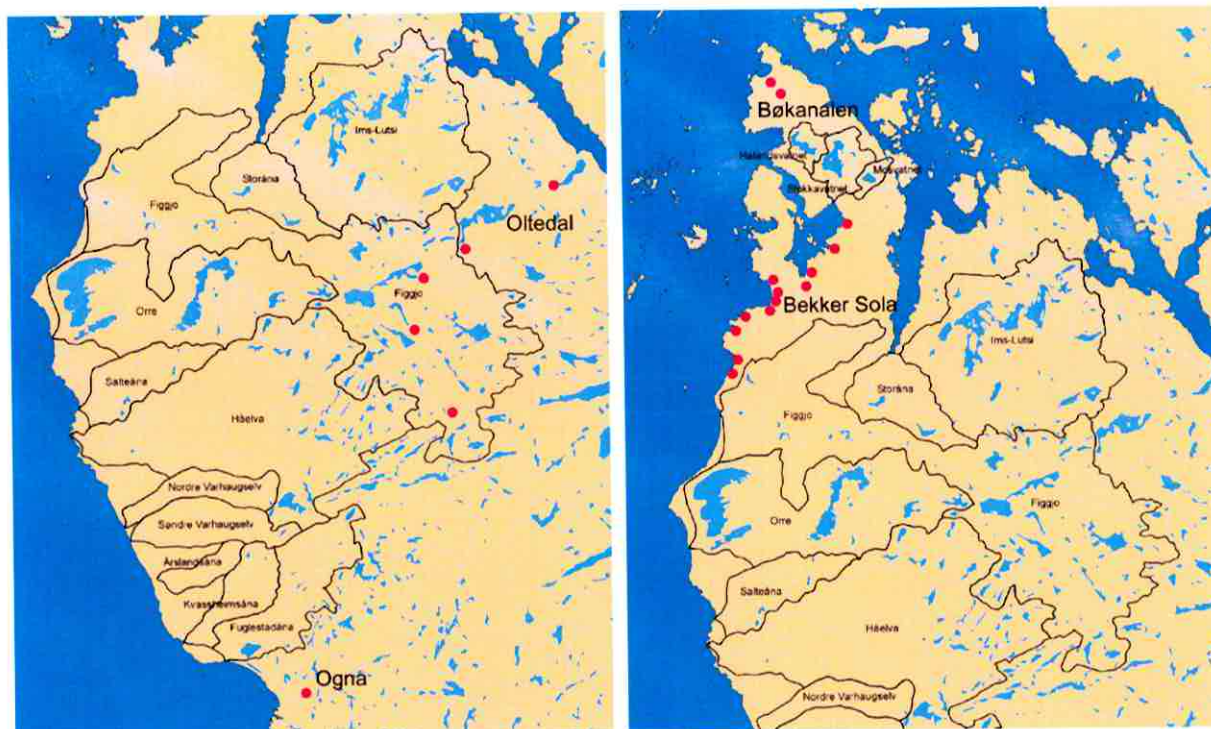 Ims-Lutsi
Storåna
Figgjo
Oltedal
Figgjo
Orre
Salteåna
Håelva
Nordre Varhaugselv
Søndre Varhaugselv
Årslandsåna
Kvassheimsåna
Fuglestadåna
Ogna
Bøkanalen
Hålandsvatnet
Mosvatnet
Stokkavatnet
Bekker Sola
Ims-Lutsi
Storåna
Figgjo
Figgjo
Orre
Salteåna
Håelva
Nordre Varhaugselv